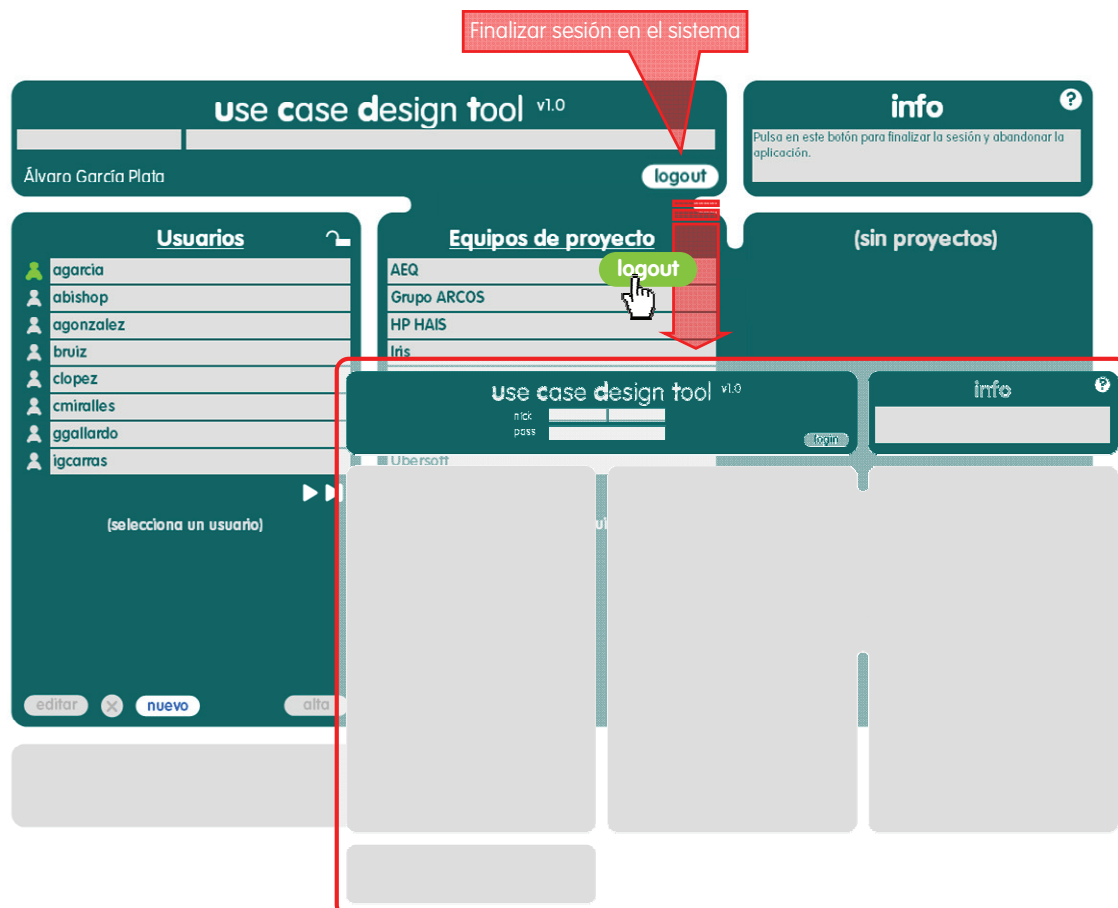 Finalizar sesión en el sistema
use case design tool v1.0
info
?
Pulsa en este botón para finalizar la sesión y abandonar la
aplicación.
Álvaro García Plata
logout
Usuarios
Equipos de proyecto
(sin proyectos)
agarcia
abishop
agonzalez
bruiz
clopez
cmiralles
ggallardo
igcarras
AEQ
Grupo ARCOS
HP HAIS
Iris
Ubersoft
logout
(selecciona un usuario)
editar
nuevo
alta
use case design tool v1.0
nick
pass
login
info
?